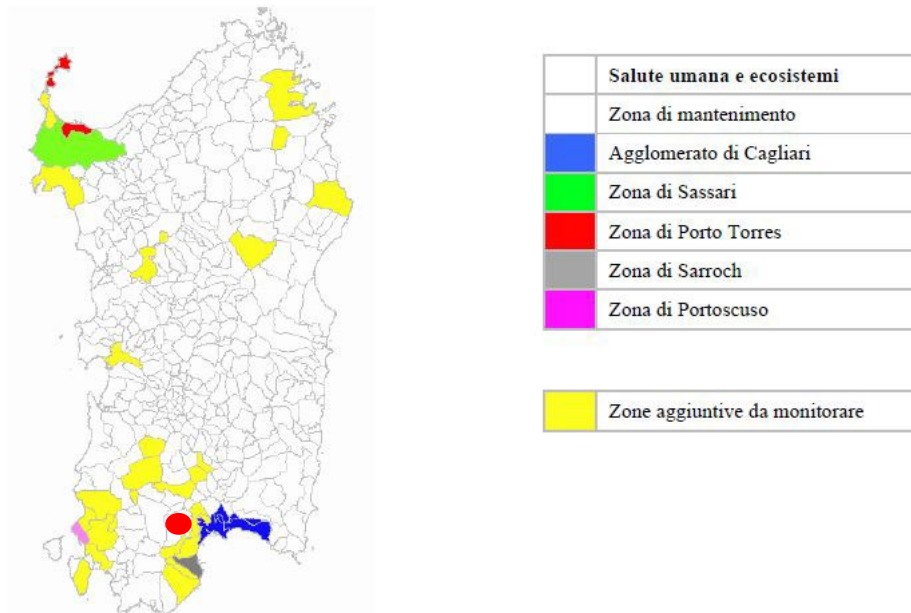 Salute umana e ecosistemi
Zona di mantenimento
Agglomerato di Cagliari
Zona di Sassari
Zona di Porto Torres
Zona di Sarroch
Zona di Portoscuso
Zone aggiuntive da monitorare